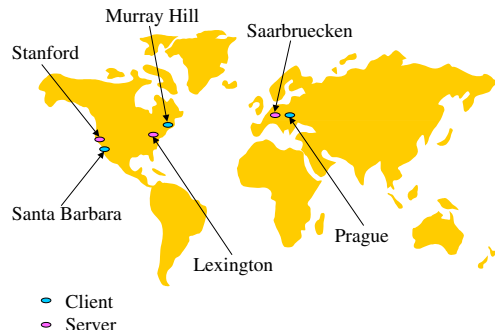 Murray Hill
Saarbruecken
Stanford
Santa Barbara
Prague
Lexington
Client
Server